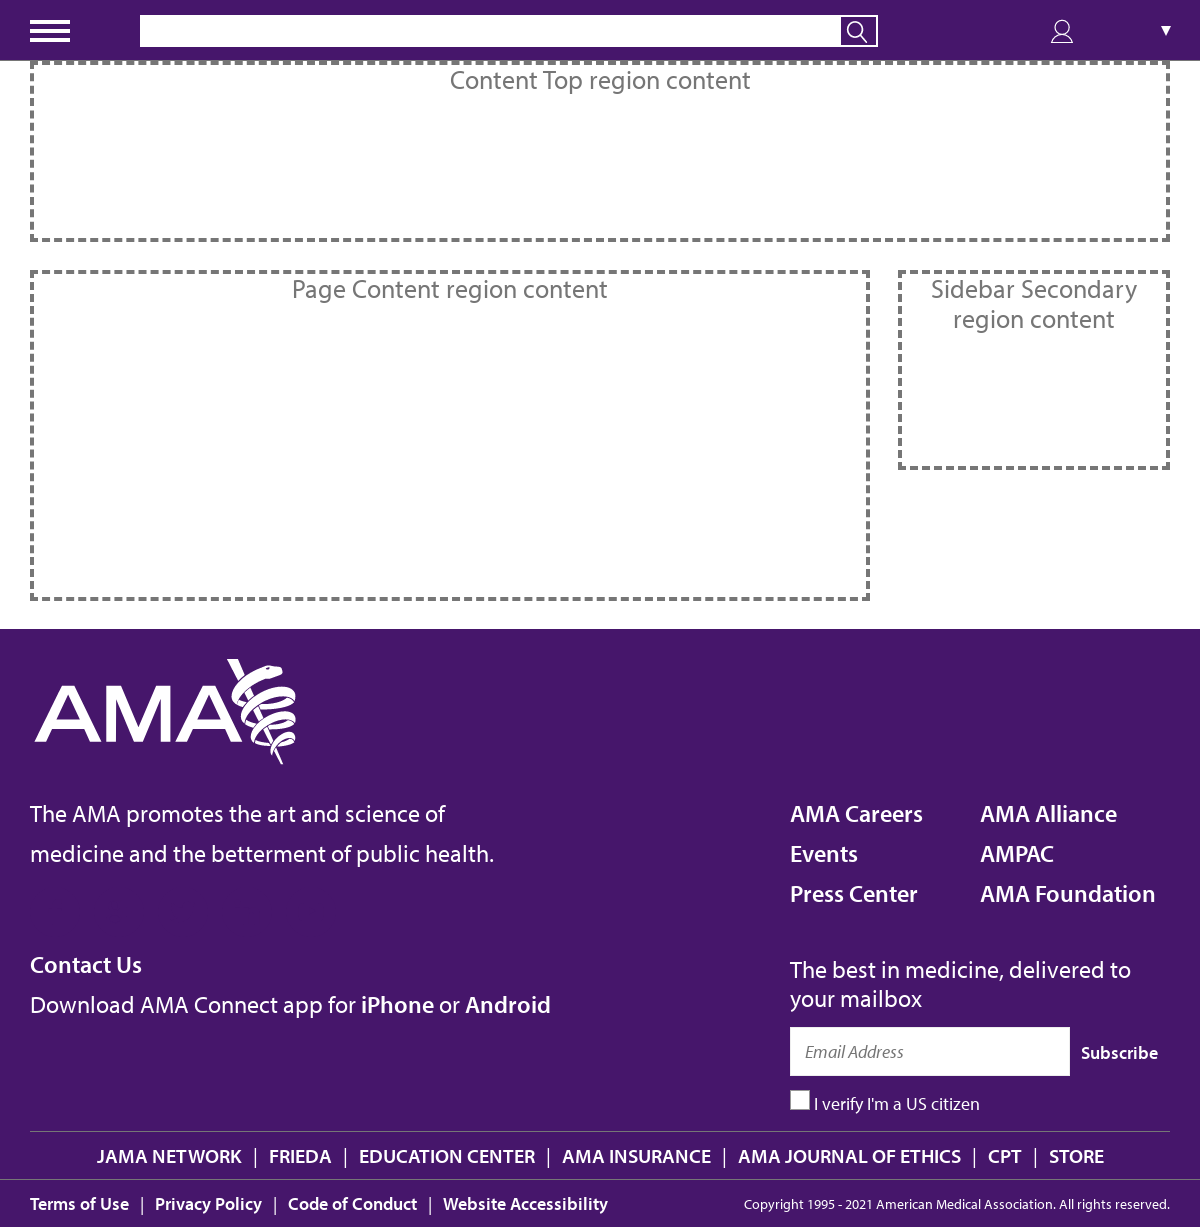 Content Top region content
Page Content region content
Sidebar Secondary
region content
AMA
The AMA promotes the art and science of
medicine and the betterment of public health.
AMA Careers
Events
Press Center
AMA Alliance
AMPAC
AMA Foundation
Contact Us
Download AMA Connect app for iPhone or Android
The best in medicine, delivered to
your mailbox
Email Address
Subscribe
I verify I'm a US citizen
JAMA NETWORK | FRIEDA | EDUCATION CENTER | AMA INSURANCE | AMA JOURNAL OF ETHICS | CPT | STORE
Terms of Use | Privacy Policy | Code of Conduct | Website Accessibility
Copyright 1995 - 2021 American Medical Association. All rights reserved.